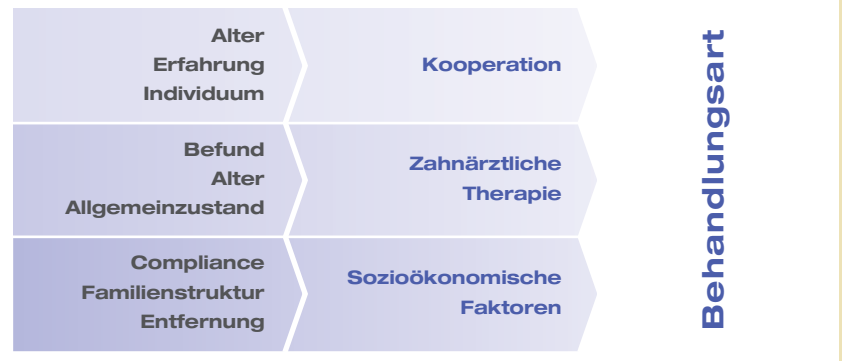 Alter
Erfahrung
Individuum
Kooperation
Befund
Alter
Allgemeinzustand
Zahnärztliche
Therapie
Compliance
Familienstruktur
Entfernung
Sozioökonomische
Faktoren
Behandlungsart